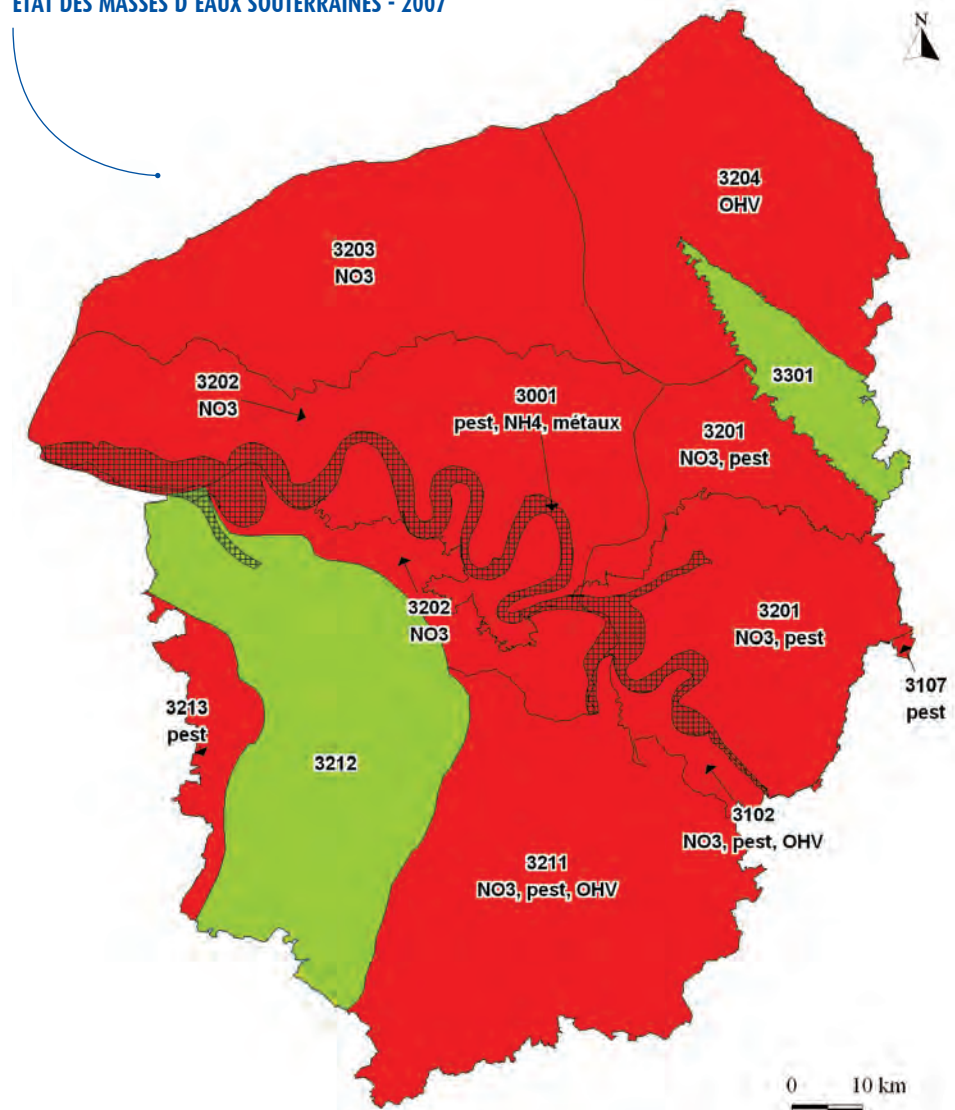 ETAT DES MASSES D'EAUX SOUTERRAINES - 2007
N
3204
OHV
3203
NO3
3301
3202
NO3
3001
pest, NH4, métaux
3201
NO3, pest
3202
NO3
3201
NO3, pest
3107
pest
3213
pest
3212
3102
NO3, pest, OHV
3211
NO3, pest, OHV
0 10 km